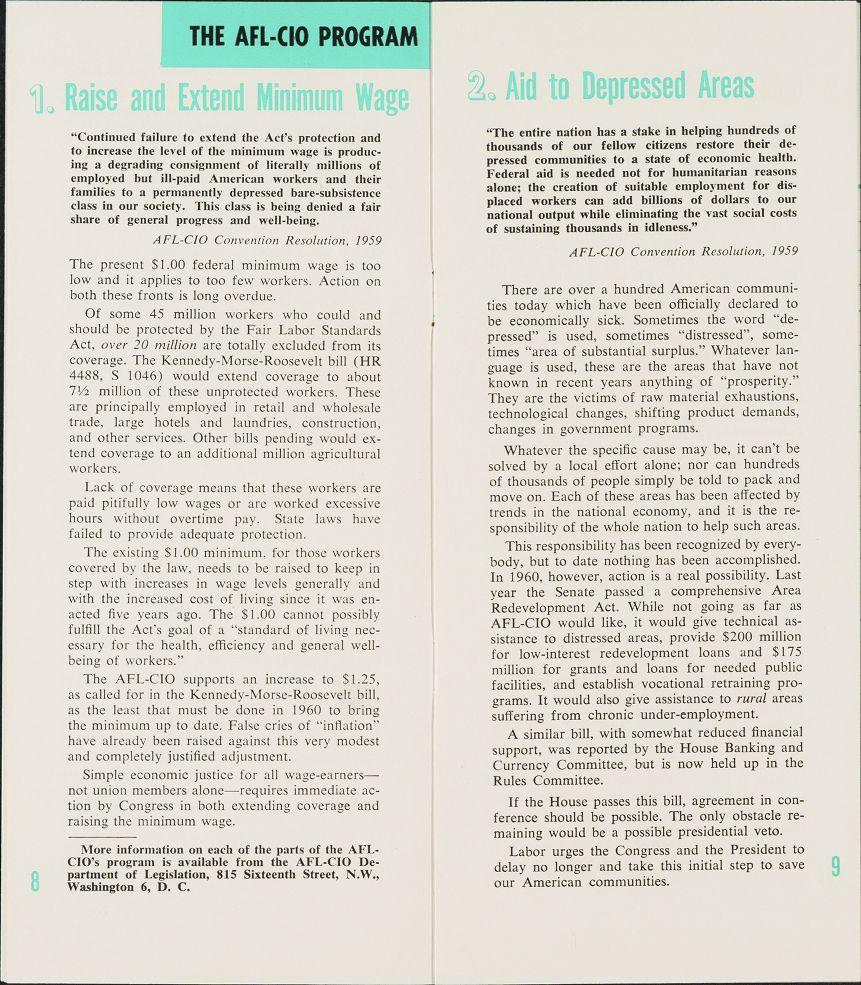 THE AFL-CIO PROGRAM
1. Raise and Extend Minimum Wage
“Continued failure to extend the Act’s protection and
to increase the level of the minimum wage is produc-
ing a degrading consignment of literally millions of
employed but ill-paid American workers and their
families to a permanently depressed bare-subsistence
class in our society. This class is being denied a fair
share of general progress and well-being.
AFL-CIO Convention Resolution, 1959
The present $1.00 federal minimum wage is too
low and it applies to too few workers. Action on
both these fronts is long overdue.
Of some 45 million workers who could and
should be protected by the Fair Labor Standards
Act, over 20 million are totally excluded from its
coverage. The Kennedy-Morse-Roosevelt bill (HR
4488, S 1046) would extend coverage to about
7½ million of these unprotected workers. These
are principally employed in retail and wholesale
trade, large hotels and laundries, construction,
and other services. Other bills pending would ex-
tend coverage to an additional million agricultural
workers.
Lack of coverage means that these workers are
paid pitifully low wages or are worked excessive
hours without overtime pay. State laws have
failed to provide adequate protection.
The existing $1.00 minimum, for those workers
covered by the law, needs to be raised to keep in
step with increases in wage levels generally and
with the increased cost of living since it was en-
acted five years ago. The $1.00 cannot possibly
fulfill the Act’s goal of a “standard of living nec-
essary for the health, efficiency and general well-
being of workers.”
The AFL-CIO supports an increase to $1.25,
as called for in the Kennedy-Morse-Roosevelt bill,
as the least that must be done in 1960 to bring
the minimum up to date. False cries of “inflation”
have already been raised against this very modest
and completely justified adjustment.
Simple economic justice for all wage-earners—
not union members alone—requires immediate ac-
tion by Congress in both extending coverage and
raising the minimum wage.
More information on each of the parts of the AFL-
CIO’s program is available from the AFL-CIO De-
partment of Legislation, 815 Sixteenth Street, N.W.,
Washington 6, D. C.
8
2. Aid to Depressed Areas
“The entire nation has a stake in helping hundreds of
thousands of our fellow citizens restore their de-
pressed communities to a state of economic health.
Federal aid is needed not for humanitarian reasons
alone; the creation of suitable employment for dis-
placed workers can add billions of dollars to our
national output while eliminating the vast social costs
of sustaining thousands in idleness.”
AFL-CIO Convention Resolution, 1959
There are over a hundred American communi-
ties today which have been officially declared to
be economically sick. Sometimes the word “de-
pressed” is used, sometimes “distressed”, some-
times “area of substantial surplus.” Whatever lan-
guage is used, these are the areas that have not
known in recent years anything of “prosperity.”
They are the victims of raw material exhaustions,
technological changes, shifting product demands,
changes in government programs.
Whatever the specific cause may be, it can’t be
solved by a local effort alone; nor can hundreds
of thousands of people simply be told to pack and
move on. Each of these areas has been affected by
trends in the national economy, and it is the re-
sponsibility of the whole nation to help such areas.
This responsibility has been recognized by every-
body, but to date nothing has been accomplished.
In 1960, however, action is a real possibility. Last
year the Senate passed a comprehensive Area
Redevelopment Act. While not going as far as
AFL-CIO would like, it would give technical as-
sistance to distressed areas, provide $200 million
for low-interest redevelopment loans and $175
million for grants and loans for needed public
facilities, and establish vocational retraining pro-
grams. It would also give assistance to rural areas
suffering from chronic under-employment.
A similar bill, with somewhat reduced financial
support, was reported by the House Banking and
Currency Committee, but is now held up in the
Rules Committee.
If the House passes this bill, agreement in con-
ference should be possible. The only obstacle re-
maining would be a possible presidential veto.
Labor urges the Congress and the President to
delay no longer and take this initial step to save
our American communities.
9